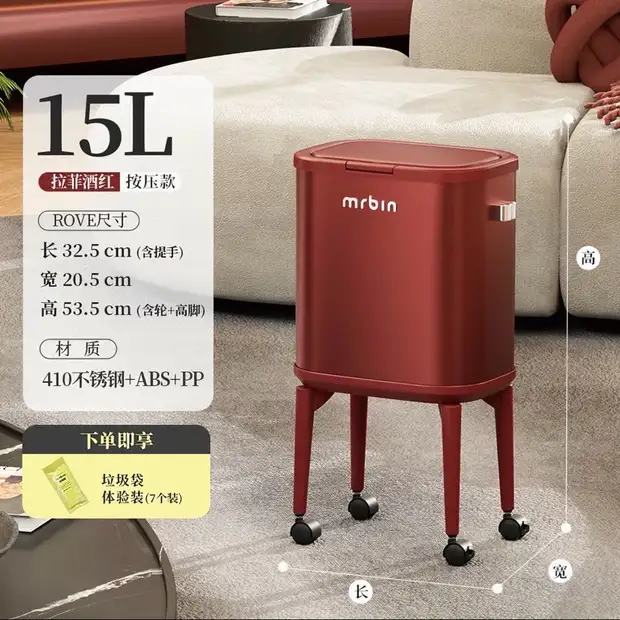 15L
拉菲酒红 按压款
ROVE尺寸
长 32.5 cm (含提手)
宽 20.5 cm
高 53.5 cm (含轮+高脚)
材 质
410不锈钢+ABS+PP
下单即享
垃圾袋
体验装(7个装)
mrbin
高
宽
长